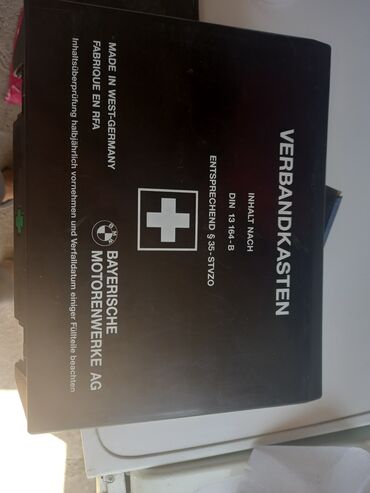 VERBANDKASTEN
INHALT NACH
DIN 13 164-B
ENTSPRECHEND § 35-STVZO
MADE IN WEST-GERMANY
FABRIQUE EN RFA
BMW
BAYERISCHE
MOTORENWERKE AG
Inhaltsüberprüfung halbjährlich vornehmen und Verfalldatum einiger Füllteile beachten